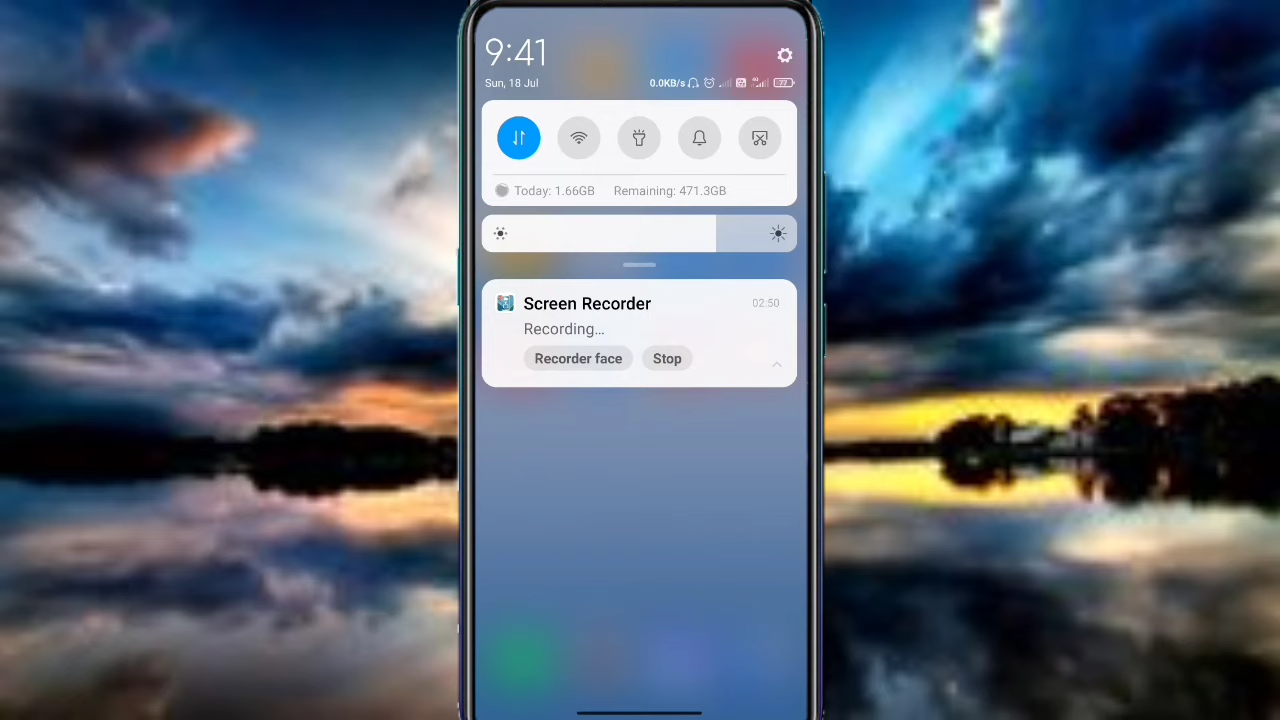 9:41
Sun, 18 Jul
0.0KB/s
77
Today: 1.66GB Remaining: 471.3GB
Screen Recorder
02:50
Recording...
Recorder face Stop